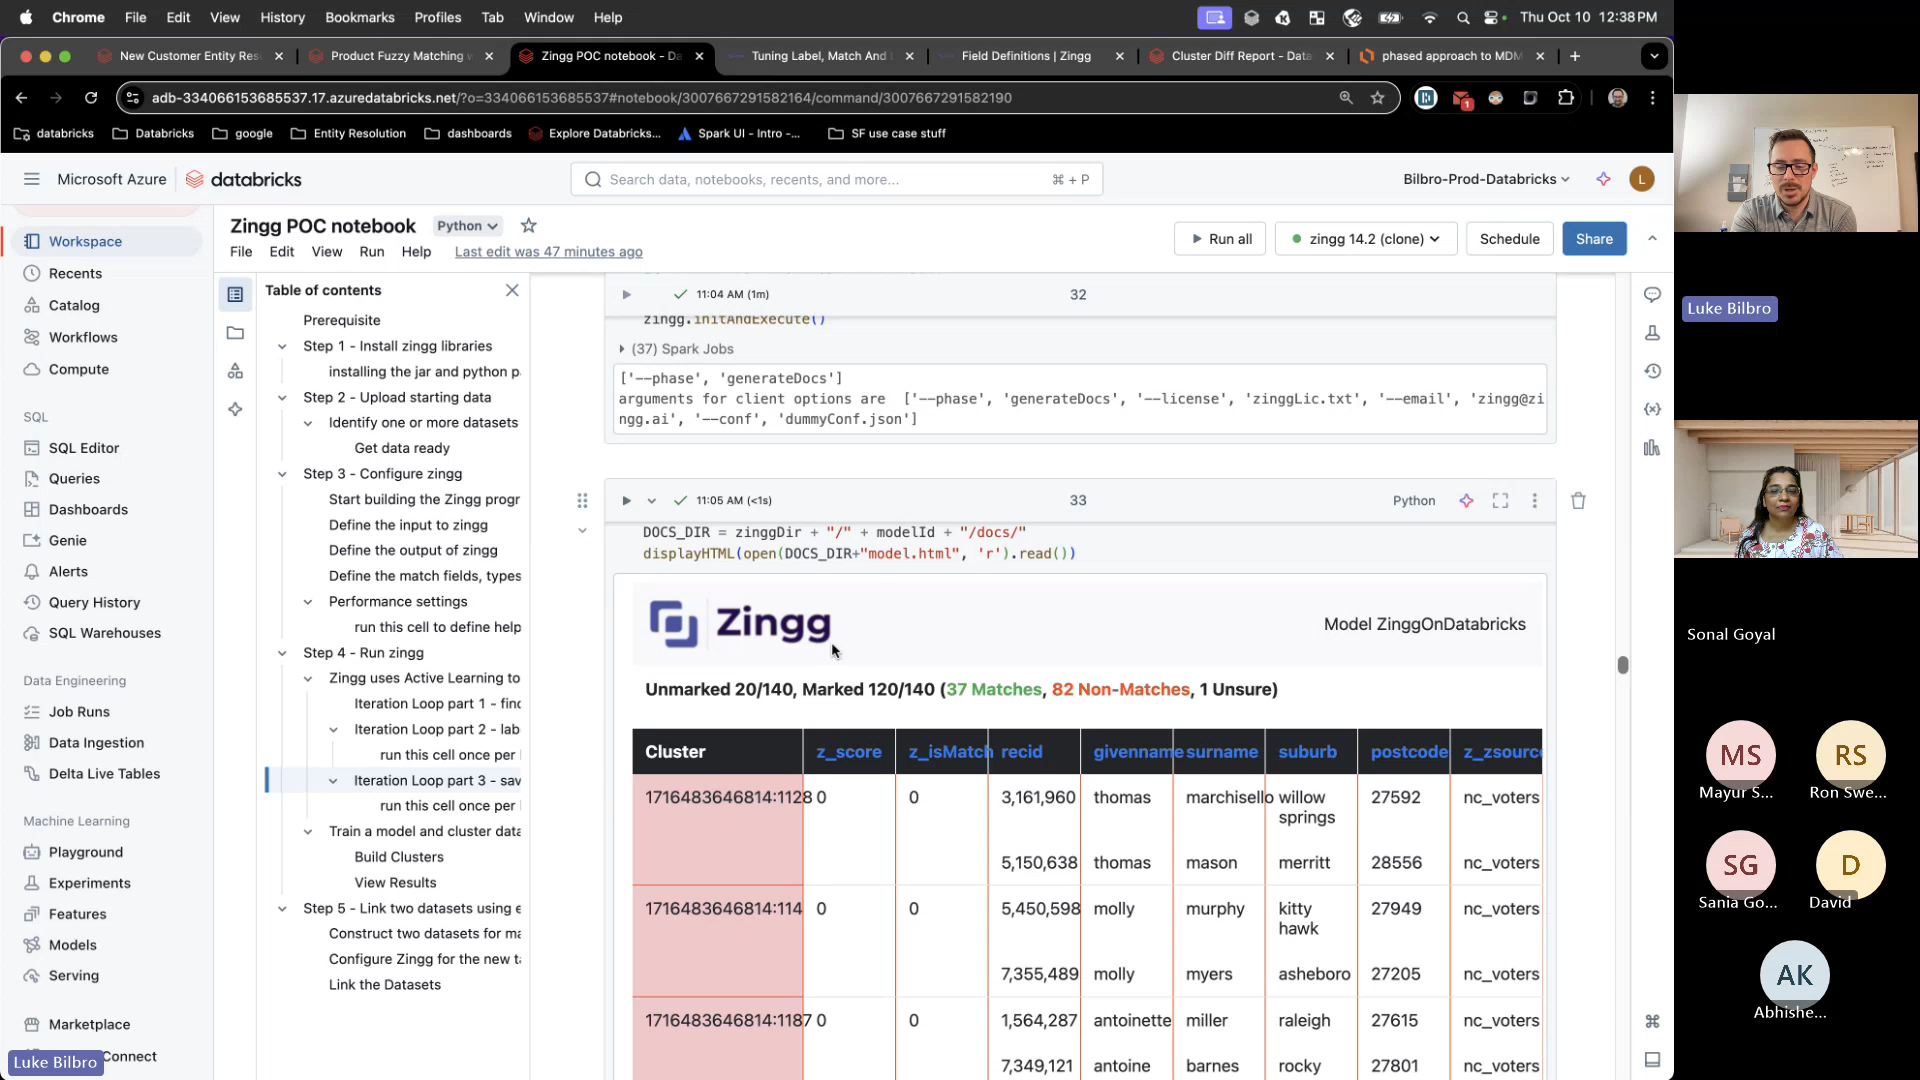 Chrome File Edit View History Bookmarks Profiles Tab Window Help
Thu Oct 10 12:38 PM
New Customer Entity Res
Product Fuzzy Matching
Zingg POC notebook - Da
Tuning Label, Match And
Field Definitions | Zingg
Cluster Diff Report - Data
phased approach to MDM
adb-334066153685537.17.azuredatabricks.net/?o=334066153685537#notebook/3007667291582164/command/3007667291582190
1
databricks Databricks google Entity Resolution dashboards Explore Databricks... Spark UI - Intro -... SF use case stuff
Microsoft Azure databricks
Search data, notebooks, recents, and more... ⌘ + P
Bilbro-Prod-Databricks
L
Workspace
Recents
Catalog
Workflows
Compute
SQL
SQL Editor
Queries
Dashboards
Genie
Alerts
Query History
SQL Warehouses
Data Engineering
Job Runs
Data Ingestion
Delta Live Tables
Machine Learning
Playground
Experiments
Features
Models
Serving
Marketplace
Connect
Luke Bilbro
Zingg POC notebook Python
File Edit View Run Help Last edit was 47 minutes ago
Run all
zingg 14.2 (clone)
Schedule
Share
Table of contents
Prerequisite
Step 1 - Install zingg libraries
installing the jar and python p
Step 2 - Upload starting data
Identify one or more datasets
Get data ready
Step 3 - Configure zingg
Start building the Zingg progr
Define the input to zingg
Define the output of zingg
Define the match fields, types
Performance settings
run this cell to define help
Step 4 - Run zingg
Zingg uses Active Learning to
Iteration Loop part 1 - find
Iteration Loop part 2 - lab
run this cell once per
Iteration Loop part 3 - sav
run this cell once per
Train a model and cluster data
Build Clusters
View Results
Step 5 - Link two datasets using e
Construct two datasets for ma
Configure Zingg for the new ta
Link the Datasets
11:04 AM (1m) 32
zingg.initAndExecute()
(37) Spark Jobs
['--phase', 'generateDocs']
arguments for client options are ['--phase', 'generateDocs', '--license', 'zinggLic.txt', '--email', 'zingg@zi
ngg.ai', '--conf', 'dummyConf.json']
11:05 AM (<1s) 33 Python
DOCS_DIR = zinggDir + "/" + modelId + "/docs/"
displayHTML(open(DOCS_DIR+"model.html", 'r').read())
Zingg Model ZinggOnDatabricks
Unmarked 20/140, Marked 120/140 (37 Matches, 82 Non-Matches, 1 Unsure)
Cluster z_score z_isMatch recid givenname surname suburb postcode z_zsource
1716483646814:1128 0 0 3,161,960 thomas marchisello willow springs 27592 nc_voters
5,150,638 thomas mason merritt 28556 nc_voters
1716483646814:114 0 0 5,450,598 molly murphy kitty hawk 27949 nc_voters
7,355,489 molly myers asheboro 27205 nc_voters
1716483646814:1187 0 0 1,564,287 antoinette miller raleigh 27615 nc_voters
7,349,121 antoine barnes rocky 27801 nc_voters
Luke Bilbro
Sonal Goyal
MS
Mayur S...
RS
Ron Swe...
SG
Sania Go...
D
David
AK
Abhishe...